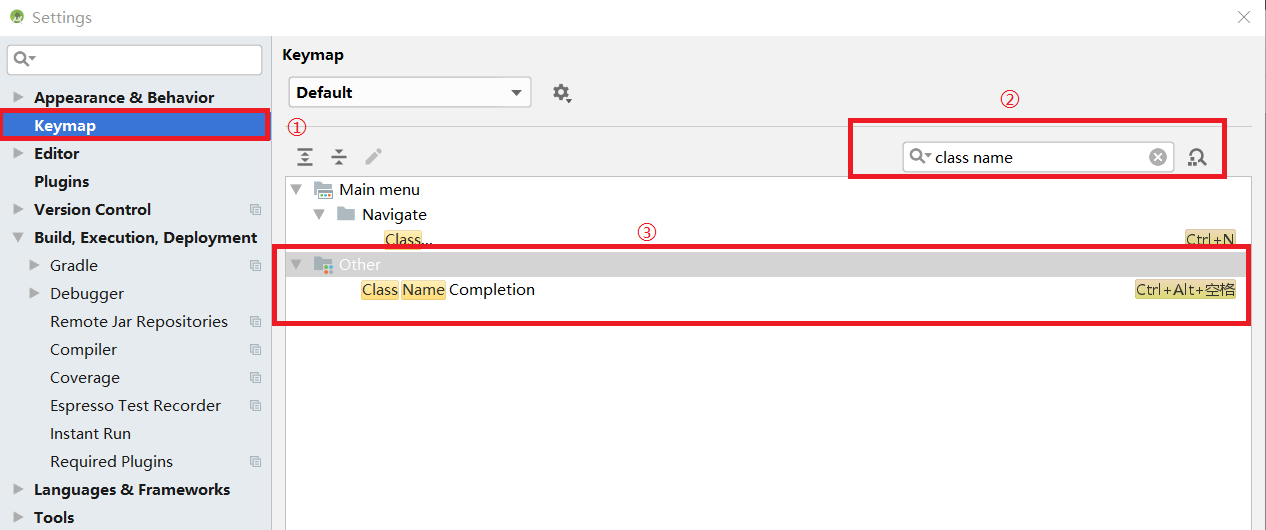 Settings
Keymap
Default
Appearance & Behavior
Keymap
Editor
Plugins
Version Control
Build, Execution, Deployment
Gradle
Debugger
Remote Jar Repositories
Compiler
Coverage
Espresso Test Recorder
Instant Run
Required Plugins
Languages & Frameworks
Tools
①
②
class name
Main menu
Navigate
③
Class... Ctrl+N
Other
Class Name Completion Ctrl+Alt+空格